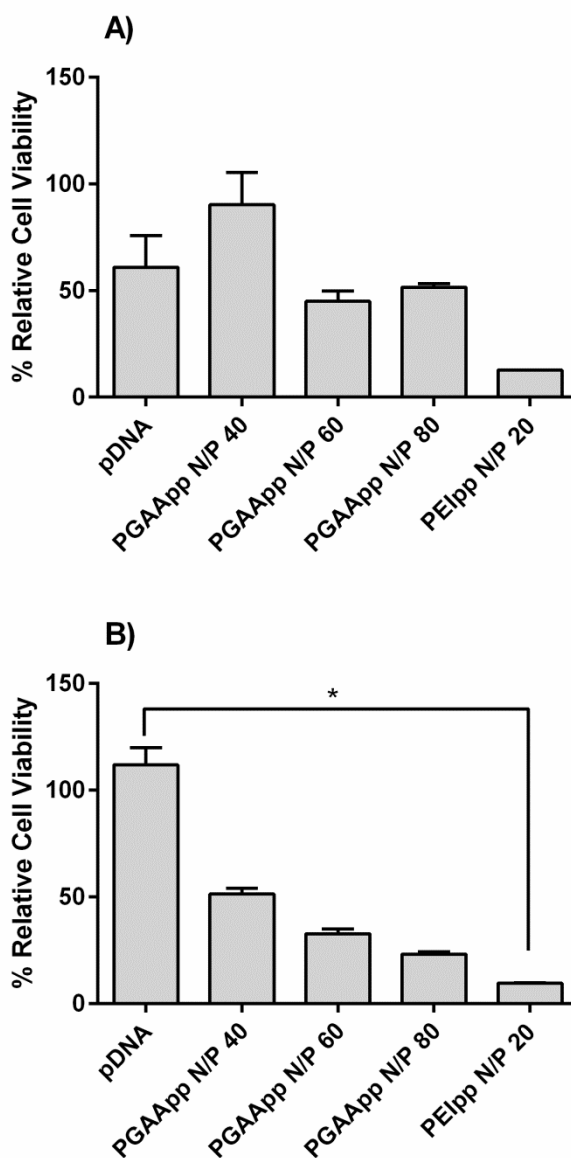 A)
% Relative Cell Viability
150
100
50
0
pDNA
PGAApp N/P 40
PGAApp N/P 60
PGAApp N/P 80
PEIpp N/P 20
B)
% Relative Cell Viability
150
100
50
0
*
pDNA
PGAApp N/P 40
PGAApp N/P 60
PGAApp N/P 80
PEIpp N/P 20